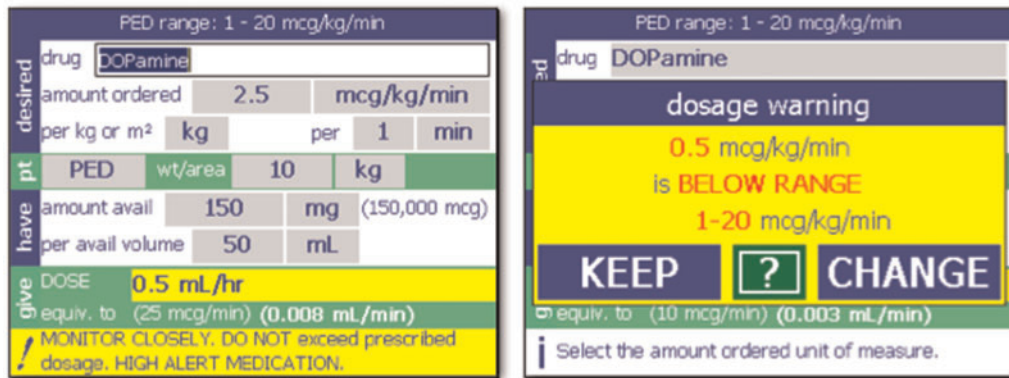 PED range: 1 - 20 mcg/kg/min
desired
drug DOPamine
amount ordered 2.5 mcg/kg/min
per kg or m² kg per 1 min
pt PED wt/area 10 kg
have
amount avail 150 mg (150,000 mcg)
per avail volume 50 mL
give
DOSE 0.5 mL/hr
equiv. to (25 mcg/min) (0.008 mL/min)
! MONITOR CLOSELY. DO NOT exceed prescribed
dosage. HIGH ALERT MEDICATION.
PED range: 1 - 20 mcg/kg/min
drug DOPamine
dosage warning
0.5 mcg/kg/min
is BELOW RANGE
1-20 mcg/kg/min
KEEP ? CHANGE
equiv. to (10 mcg/min) (0.003 mL/min)
i Select the amount ordered unit of measure.